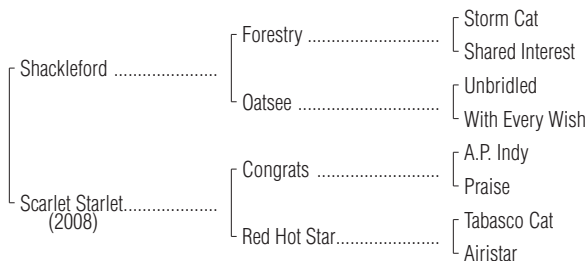 Storm Cat
Forestry ....................
Shared Interest
Shackleford ....................
Unbridled
Oatsee ....................
With Every Wish
A.P. Indy
Congrats ....................
Praise
Scarlet Starlet....................
(2008)
Tabasco Cat
Red Hot Star....................
Airistar